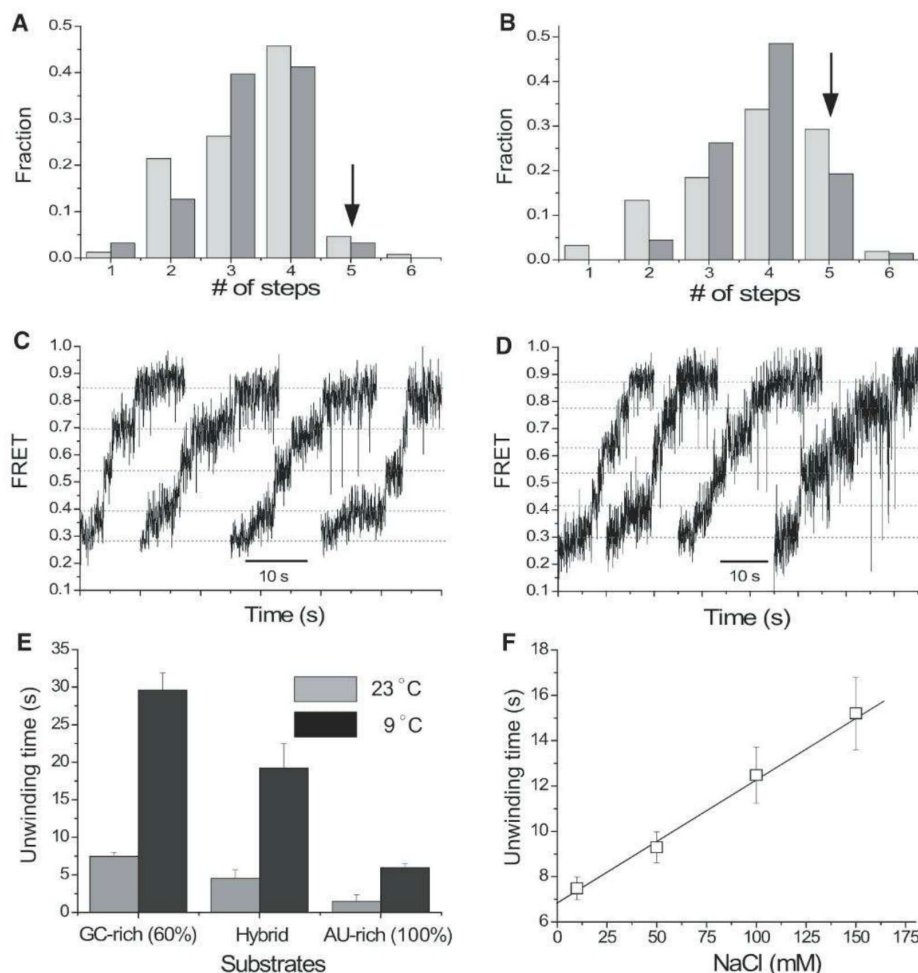 A
0.5
0.4
0.3
0.2
0.1
0.0
Fraction
1 2 3 4 5 6
# of steps
B
0.5
0.4
0.3
0.2
0.1
0.0
Fraction
1 2 3 4 5 6
# of steps
C
1.0
0.9
0.8
0.7
0.6
0.5
0.4
0.3
0.2
0.1
FRET
10 s
Time (s)
D
1.0
0.9
0.8
0.7
0.6
0.5
0.4
0.3
0.2
0.1
FRET
10 s
Time (s)
E
35
30
25
20
15
10
5
0
Unwinding time (s)
23 °C
9 °C
GC-rich (60%) Hybrid AU-rich (100%)
Substrates
F
18
16
14
12
10
8
6
Unwinding time (s)
0 25 50 75 100 125 150 175
NaCl (mM)